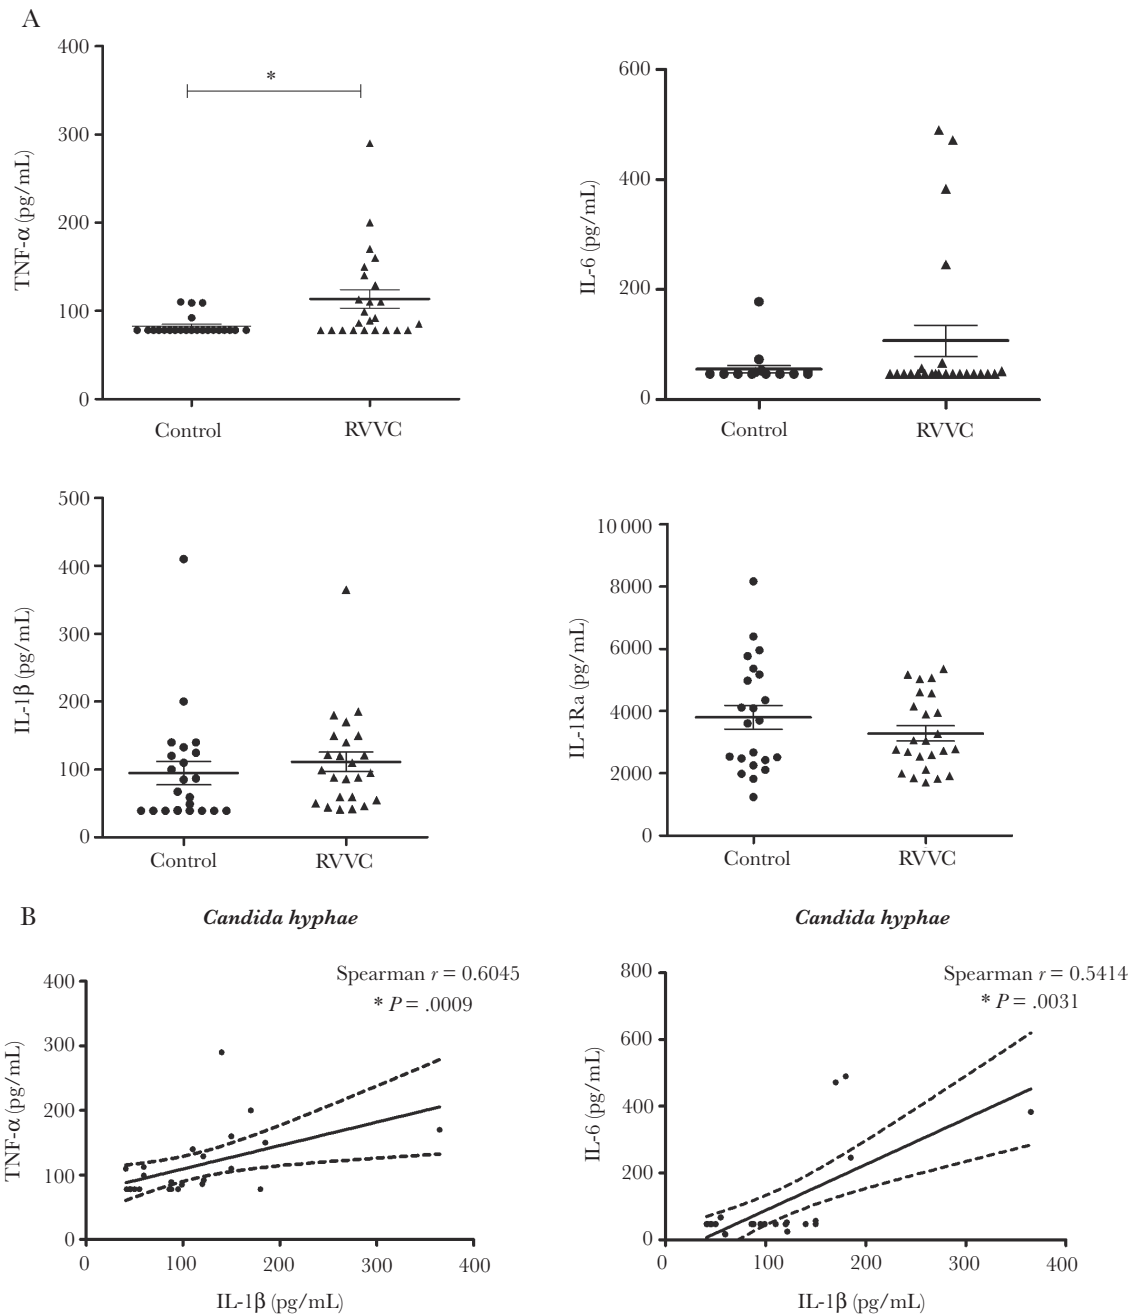 A
400
300
200
100
0
TNF-α (pg/mL)
*
Control
RVVC
600
400
200
0
IL-6 (pg/mL)
Control
RVVC
500
400
300
200
100
0
IL-1β (pg/mL)
Control
RVVC
10 000
8000
6000
4000
2000
0
IL-1Ra (pg/mL)
Control
RVVC
B
Candida hyphae
Spearman r = 0.6045
* P = .0009
400
300
200
100
0
TNF-α (pg/mL)
0 100 200 300 400
IL-1β (pg/mL)
Candida hyphae
Spearman r = 0.5414
* P = .0031
800
600
400
200
0
IL-6 (pg/mL)
0 100 200 300 400
IL-1β (pg/mL)